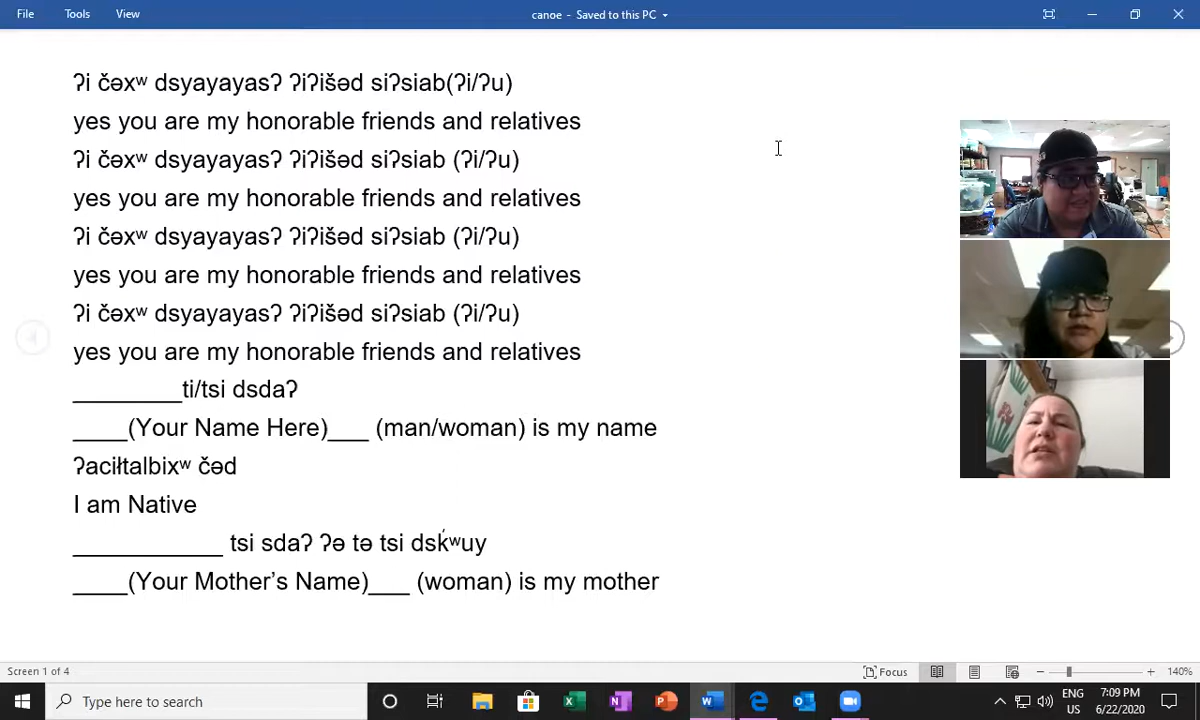 File Tools View canoe - Saved to this PC
ʔi čəxʷ dsyayayasʔ ʔiʔišəd siʔsiab(ʔi/ʔu)
yes you are my honorable friends and relatives
ʔi čəxʷ dsyayayasʔ ʔiʔišəd siʔsiab (ʔi/ʔu)
yes you are my honorable friends and relatives
ʔi čəxʷ dsyayayasʔ ʔiʔišəd siʔsiab (ʔi/ʔu)
yes you are my honorable friends and relatives
ʔi čəxʷ dsyayayasʔ ʔiʔišəd siʔsiab (ʔi/ʔu)
yes you are my honorable friends and relatives
________ti/tsi dsdaʔ
____(Your Name Here)___ (man/woman) is my name
ʔaciłtalbixʷ čəd
I am Native
___________ tsi sdaʔ ʔə tə tsi dsk̓ʷuy
____(Your Mother’s Name)___ (woman) is my mother
Screen 1 of 4 Focus 140%
Type here to search ENG US 7:09 PM 6/22/2020